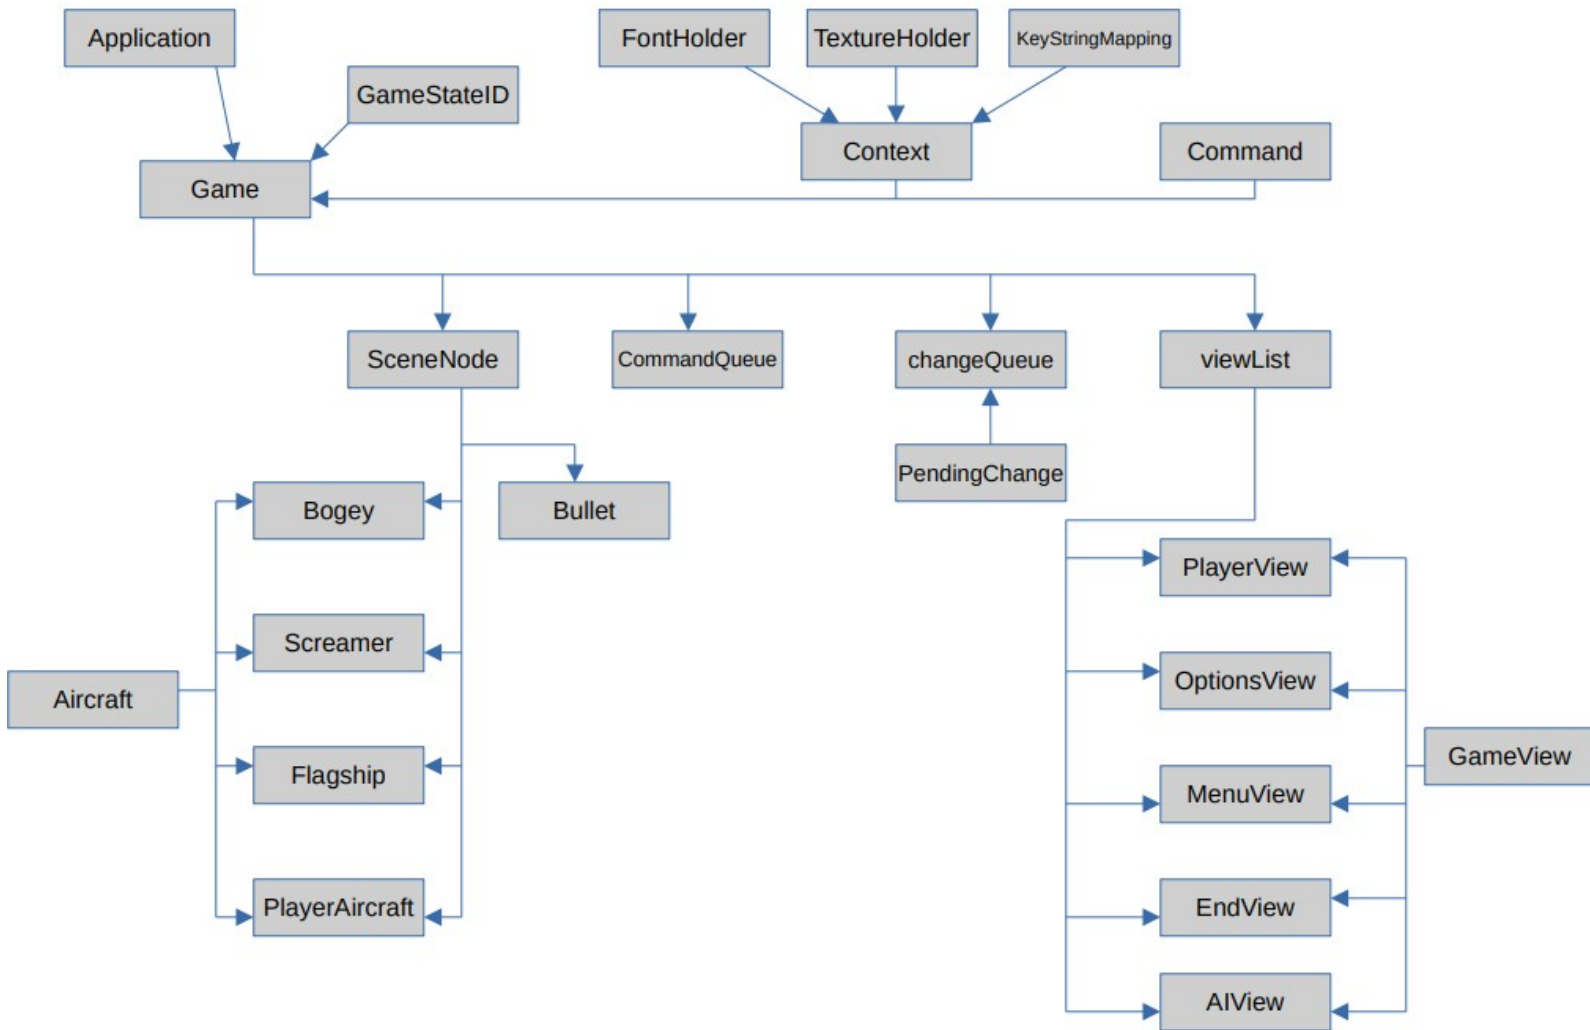 Application
FontHolder
TextureHolder
KeyStringMapping
GameStateID
Context
Command
Game
SceneNode
CommandQueue
changeQueue
viewList
PendingChange
Bogey
Bullet
PlayerView
Screamer
OptionsView
Aircraft
GameView
Flagship
MenuView
PlayerAircraft
EndView
AIView